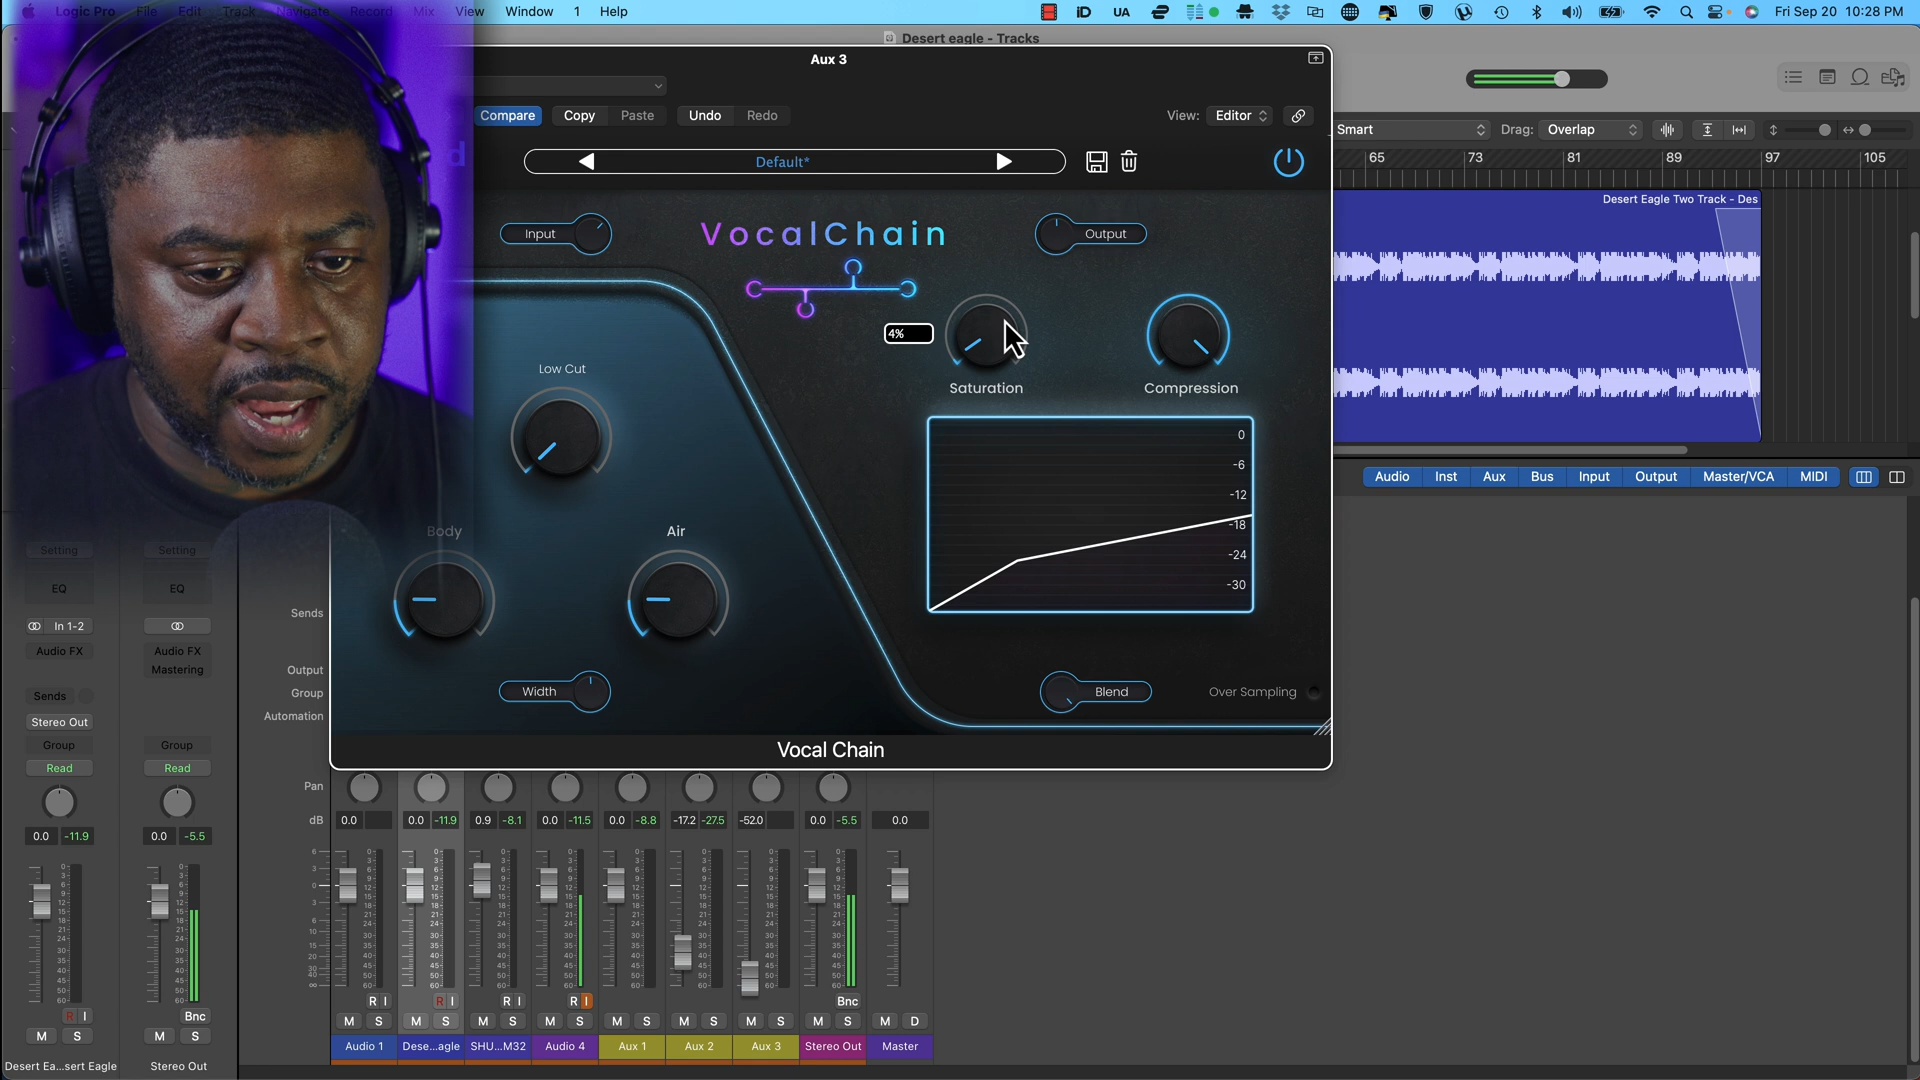 Logic Pro File Edit Track Navigate Record Mix View Window 1 Help
iD UA Fri Sep 20 10:28 PM
Desert eagle - Tracks
Aux 3
Compare Copy Paste Undo Redo View: Editor
Smart Drag: Overlap
65 73 81 89 97 105
Default*
Desert Eagle Two Track - Des
Input VocalChain Output
4%
Saturation Compression
Low Cut
0
-6
-12
-18
-24
-30
Audio Inst Aux Bus Input Output Master/VCA MIDI
Body Air
Width Blend Over Sampling
Vocal Chain
Setting Setting
EQ EQ
In 1-2
Audio FX Audio FX
Mastering
Sends
Stereo Out
Group Group
Read Read
0.0 -11.9 0.0 -5.5
R I Bnc
M S M S
Desert Ea...sert Eagle Stereo Out
Sends
Output
Group
Automation
Pan
dB 0.0 0.0 -11.9 0.9 -8.1 0.0 -11.5 0.0 -8.8 -17.2 -27.5 -52.0 0.0 -5.5 0.0
R I R I R I R I Bnc
M S M S M S M S M S M S M S M S M D
Audio 1 Dese...agle SHU...M32 Audio 4 Aux 1 Aux 2 Aux 3 Stereo Out Master